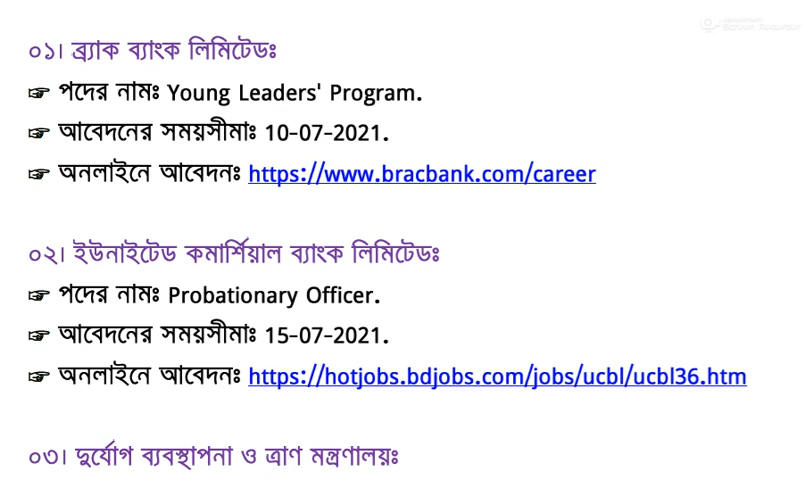 ০১। ব্র্যাক ব্যাংক লিমিটেডঃ
☞ পদের নামঃ Young Leaders' Program.
☞ আবেদনের সময়সীমাঃ 10-07-2021.
☞ অনলাইনে আবেদনঃ https://www.bracbank.com/career
০২। ইউনাইটেড কমার্শিয়াল ব্যাংক লিমিটেডঃ
☞ পদের নামঃ Probationary Officer.
☞ আবেদনের সময়সীমাঃ 15-07-2021.
☞ অনলাইনে আবেদনঃ https://hotjobs.bdjobs.com/jobs/ucbl/ucbl36.htm
০৩। দুর্যোগ ব্যবস্থাপনা ও ত্রাণ মন্ত্রণালয়ঃ